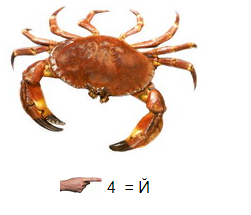 4 = Й